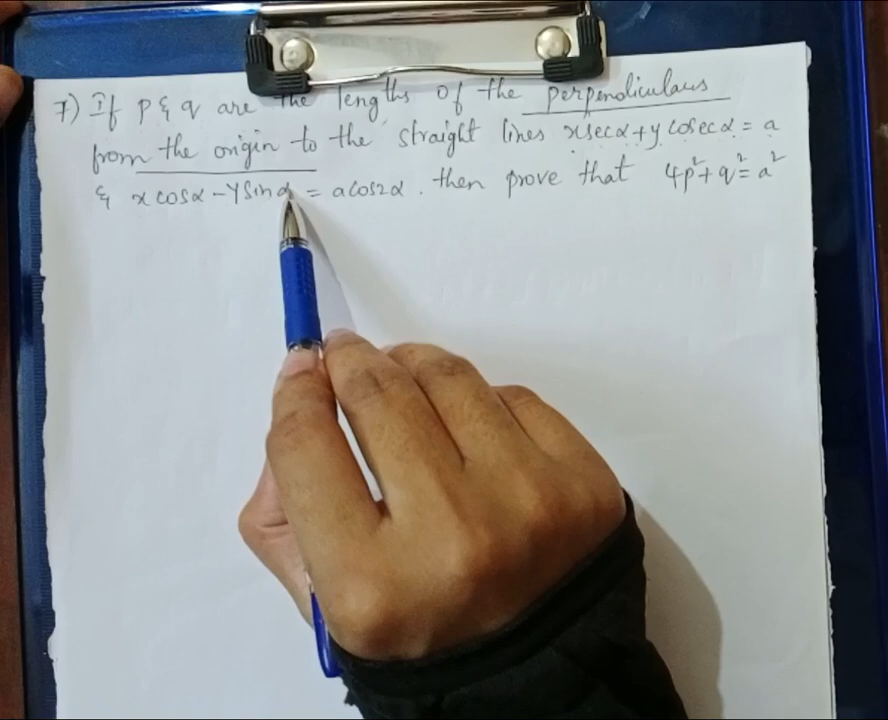 7) If p & q are the lengths of the perpendiculars
from the origin to the straight lines x secα + y cosecα = a
& x cosα - y sinα = a cos2α. then prove that 4p² + q² = a²